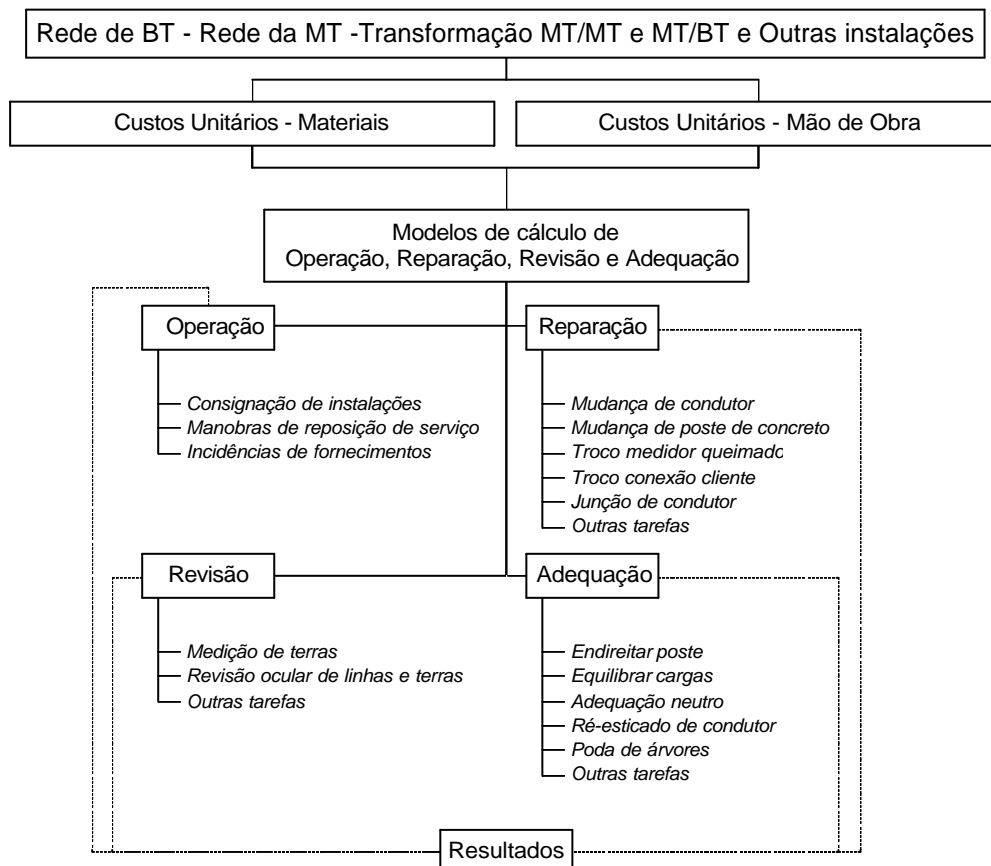 Rede de BT - Rede da MT -Transformação MT/MT e MT/BT e Outras instalações
Custos Unitários - Materiais
Custos Unitários - Mão de Obra
Modelos de cálculo de
Operação, Reparação, Revisão e Adequação
Operação
Consignação de instalações
Manobras de reposição de serviço
Incidências de fornecimentos
Reparação
Mudança de condutor
Mudança de poste de concreto
Troco medidor queimado
Troco conexão cliente
Junção de condutor
Outras tarefas
Revisão
Medição de terras
Revisão ocular de linhas e terras
Outras tarefas
Adequação
Endireitar poste
Equilibrar cargas
Adequação neutro
Ré-esticado de condutor
Poda de árvores
Outras tarefas
Resultados